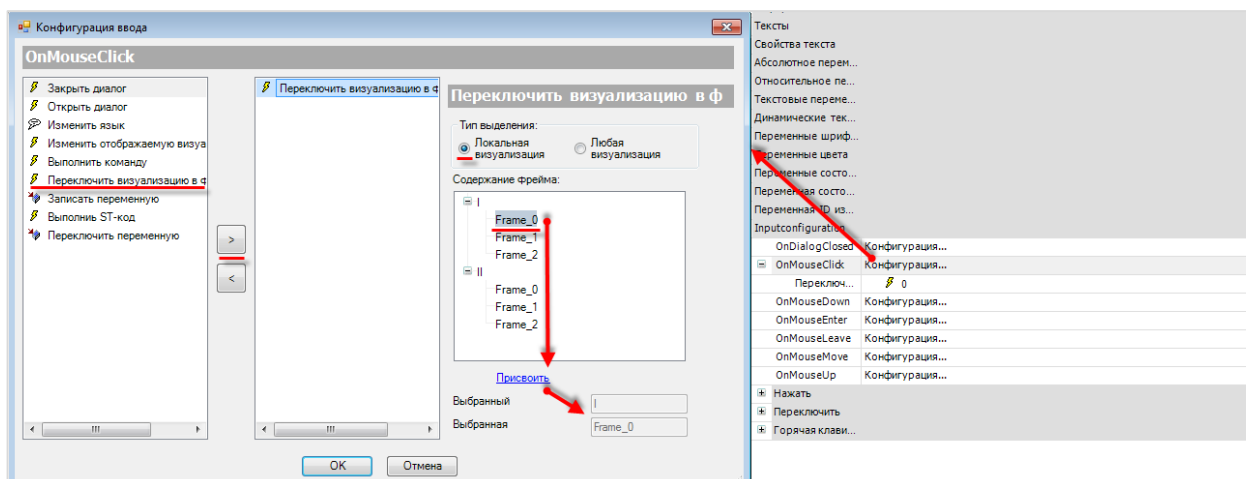 Конфигурация ввода
OnMouseClick
Закрыть диалог
Открыть диалог
Изменить язык
Изменить отображаемую визуа
Выполнить команду
Переключить визуализацию в ф
Записать переменную
Выполниь ST-код
Переключить переменную
>
<
Переключить визуализацию в ф
Переключить визуализацию в ф
Тип выделения:
Локальная визуализация
Любая визуализация
Содержание фрейма:
I
Frame_0
Frame_1
Frame_2
II
Frame_0
Frame_1
Frame_2
Присвоить
Выбранный
I
Выбранная
Frame_0
OK
Отмена
Тексты
Свойства текста
Абсолютное перем...
Относительное пе...
Текстовые переме...
Динамические тек...
Переменные шриф...
Переменные цвета
Переменные состо...
Переменная состо...
Переменная ID из...
Inputconfiguration
OnDialogClosed Конфигурация...
OnMouseClick Конфигурация...
Переключ... 0
OnMouseDown Конфигурация...
OnMouseEnter Конфигурация...
OnMouseLeave Конфигурация...
OnMouseMove Конфигурация...
OnMouseUp Конфигурация...
Нажать
Переключить
Горячая клави...